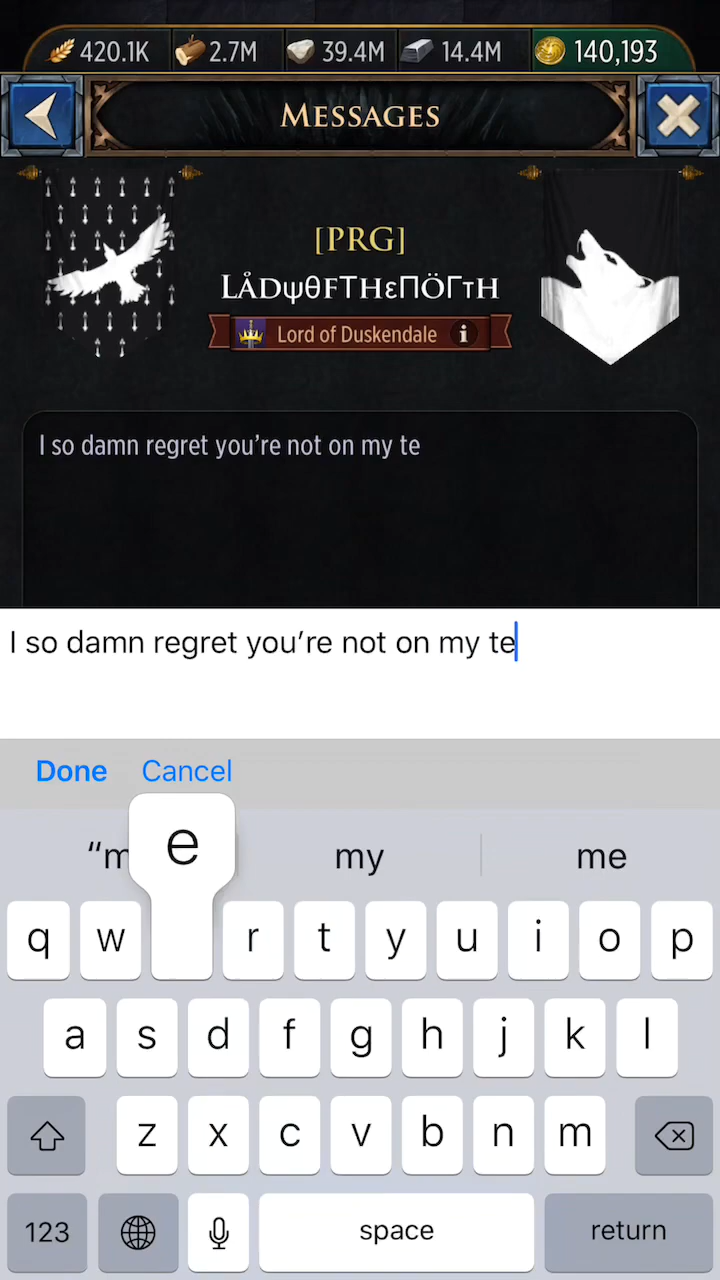 420.1K 2.7M 39.4M 14.4M 140,193
MESSAGES
[PRG]
LÅDψθFTHεΠÖΓτH
Lord of Duskendale i
I so damn regret you're not on my te
I so damn regret you're not on my te
Done Cancel
e
“m my me
q w r t y u i o p
a s d f g h j k l
z x c v b n m
123 space return